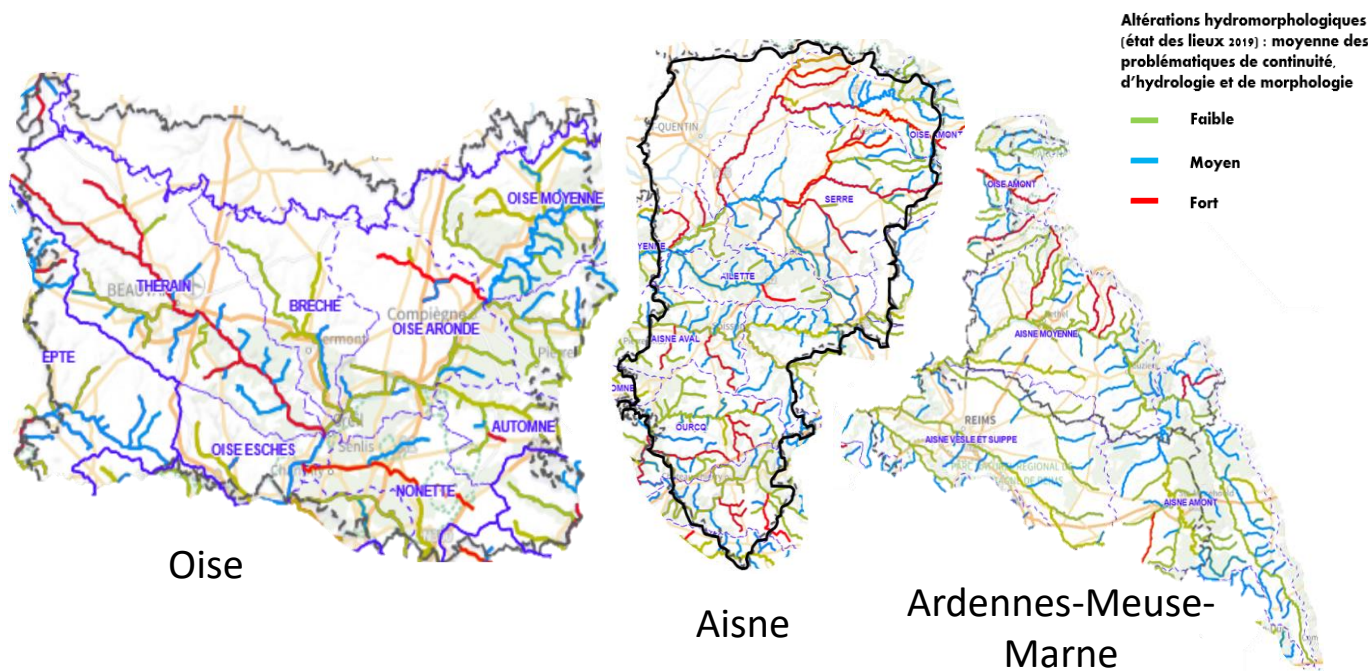 Altérations hydromorphologiques
(état des lieux 2019) : moyenne des
problématiques de continuité,
d'hydrologie et de morphologie
Faible
Moyen
Fort
OISE MOYENNE
THÉRAIN
BRECHE
Compiègne
OISE ARONDE
EPTE
OISE ESCHES
Senlis
AUTOMNE
NONETTE
Oise
OISE AMONT
SERRE
AILETTE
AISNE AVAL
OURCQ
Aisne
OISE AMONT
AISNE MOYENNE
REIMS
AISNE VESLE ET SUIPPE
AISNE AMONT
Ardennes-Meuse-
Marne